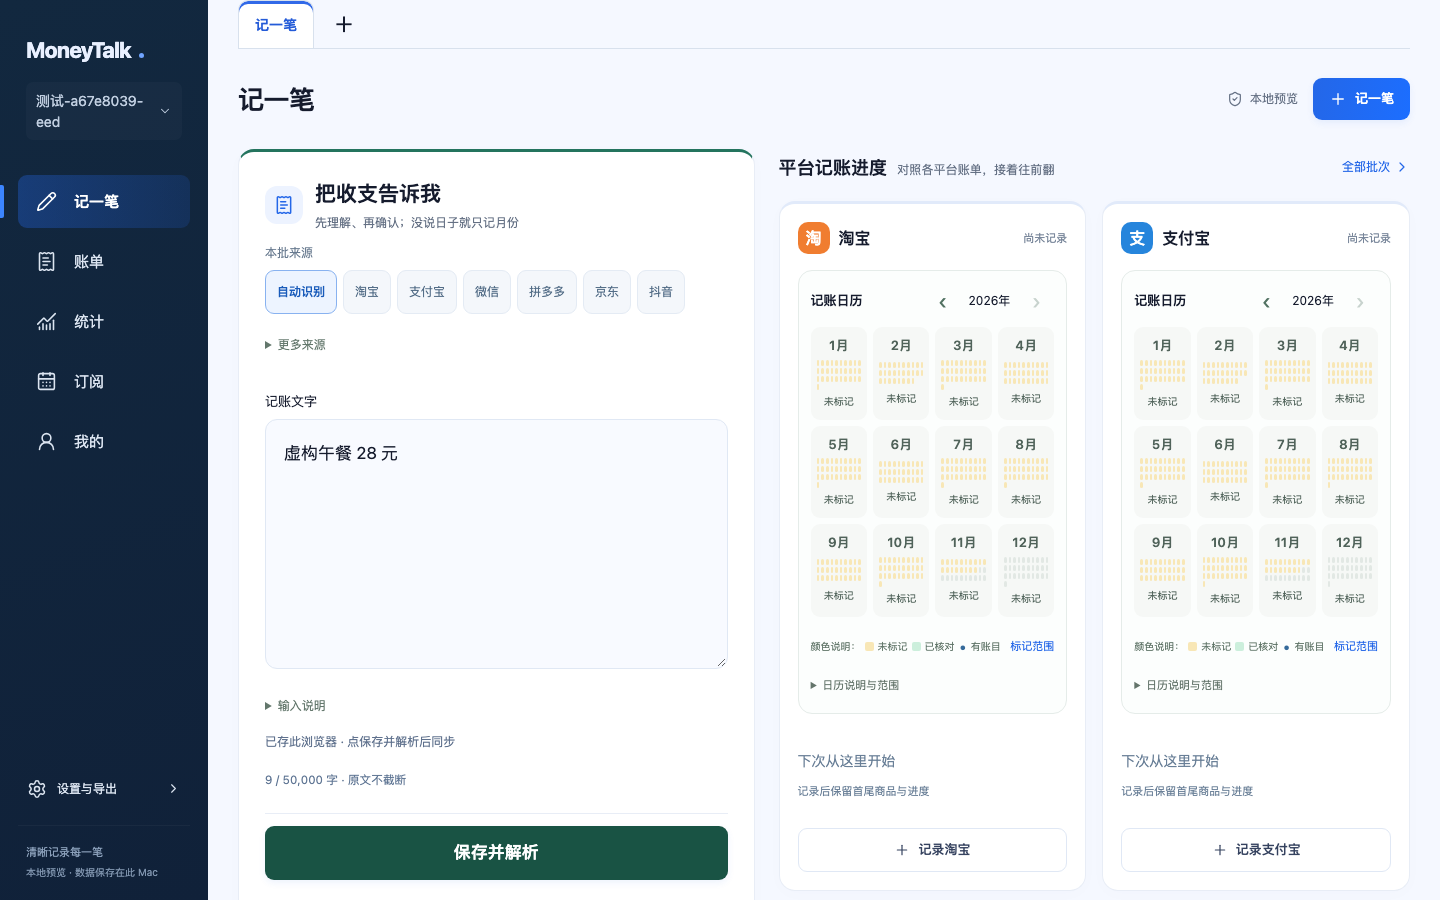 MoneyTalk .
测试-a67e8039-
eed
记一笔
账单
统计
订阅
我的
设置与导出
清晰记录每一笔
本地预览 · 数据保存在此 Mac
记一笔
记一笔
本地预览
记一笔
把收支告诉我
先理解、再确认；没说日子就只记月份
本批来源
自动识别 淘宝 支付宝 微信 拼多多 京东 抖音
更多来源
记账文字
虚构午餐 28 元
输入说明
已存此浏览器 · 点保存并解析后同步
9 / 50,000 字 · 原文不截断
保存并解析
平台记账进度 对照各平台账单，接着往前翻
全部批次
淘 淘宝 尚未记录
记账日历 2026年
1月 2月 3月 4月
未标记 未标记 未标记 未标记
5月 6月 7月 8月
未标记 未标记 未标记 未标记
9月 10月 11月 12月
未标记 未标记 未标记 未标记
颜色说明： 未标记 已核对 有账目 标记范围
日历说明与范围
下次从这里开始
记录后保留首尾商品与进度
记录淘宝
支 支付宝 尚未记录
记账日历 2026年
1月 2月 3月 4月
未标记 未标记 未标记 未标记
5月 6月 7月 8月
未标记 未标记 未标记 未标记
9月 10月 11月 12月
未标记 未标记 未标记 未标记
颜色说明： 未标记 已核对 有账目 标记范围
日历说明与范围
下次从这里开始
记录后保留首尾商品与进度
记录支付宝